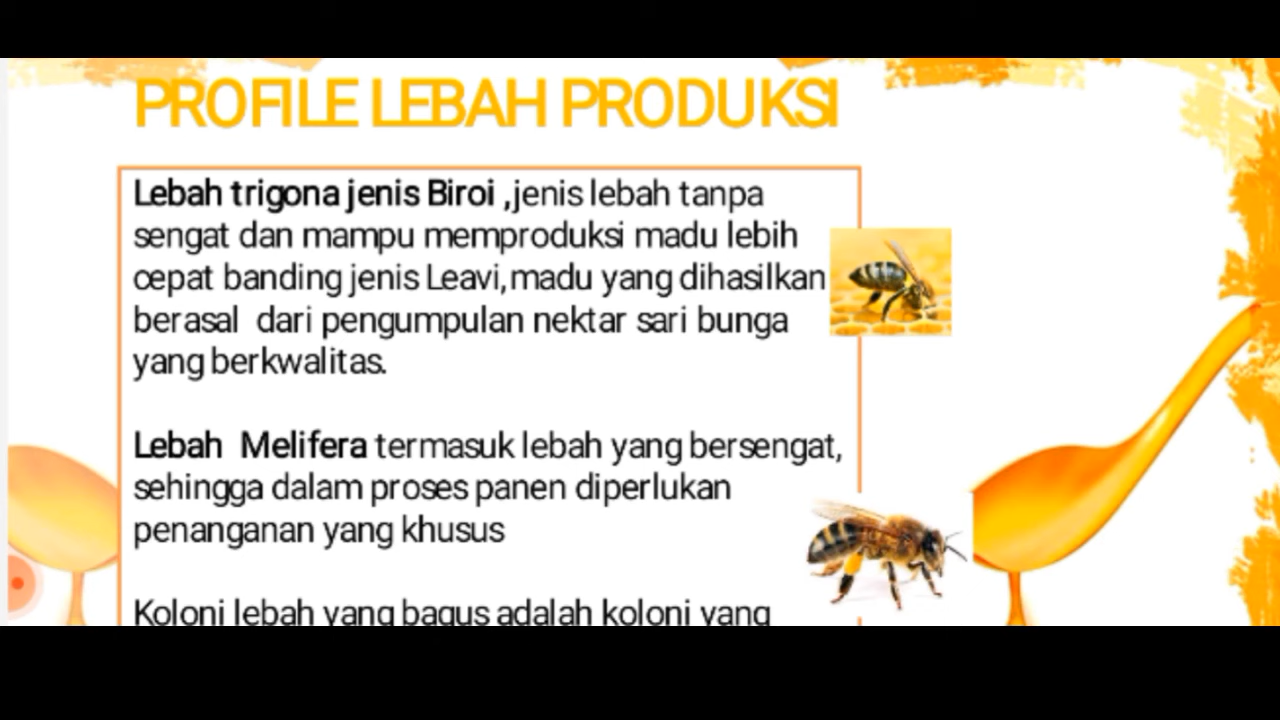 PROFILE LEBAH PRODUKSI
Lebah trigona jenis Biroi ,jenis lebah tanpa
sengat dan mampu memproduksi madu lebih
cepat banding jenis Leavi,madu yang dihasilkan
berasal dari pengumpulan nektar sari bunga
yang berkwalitas.
Lebah Melifera termasuk lebah yang bersengat,
sehingga dalam proses panen diperlukan
penanganan yang khusus
Koloni lebah yang bagus adalah koloni yang